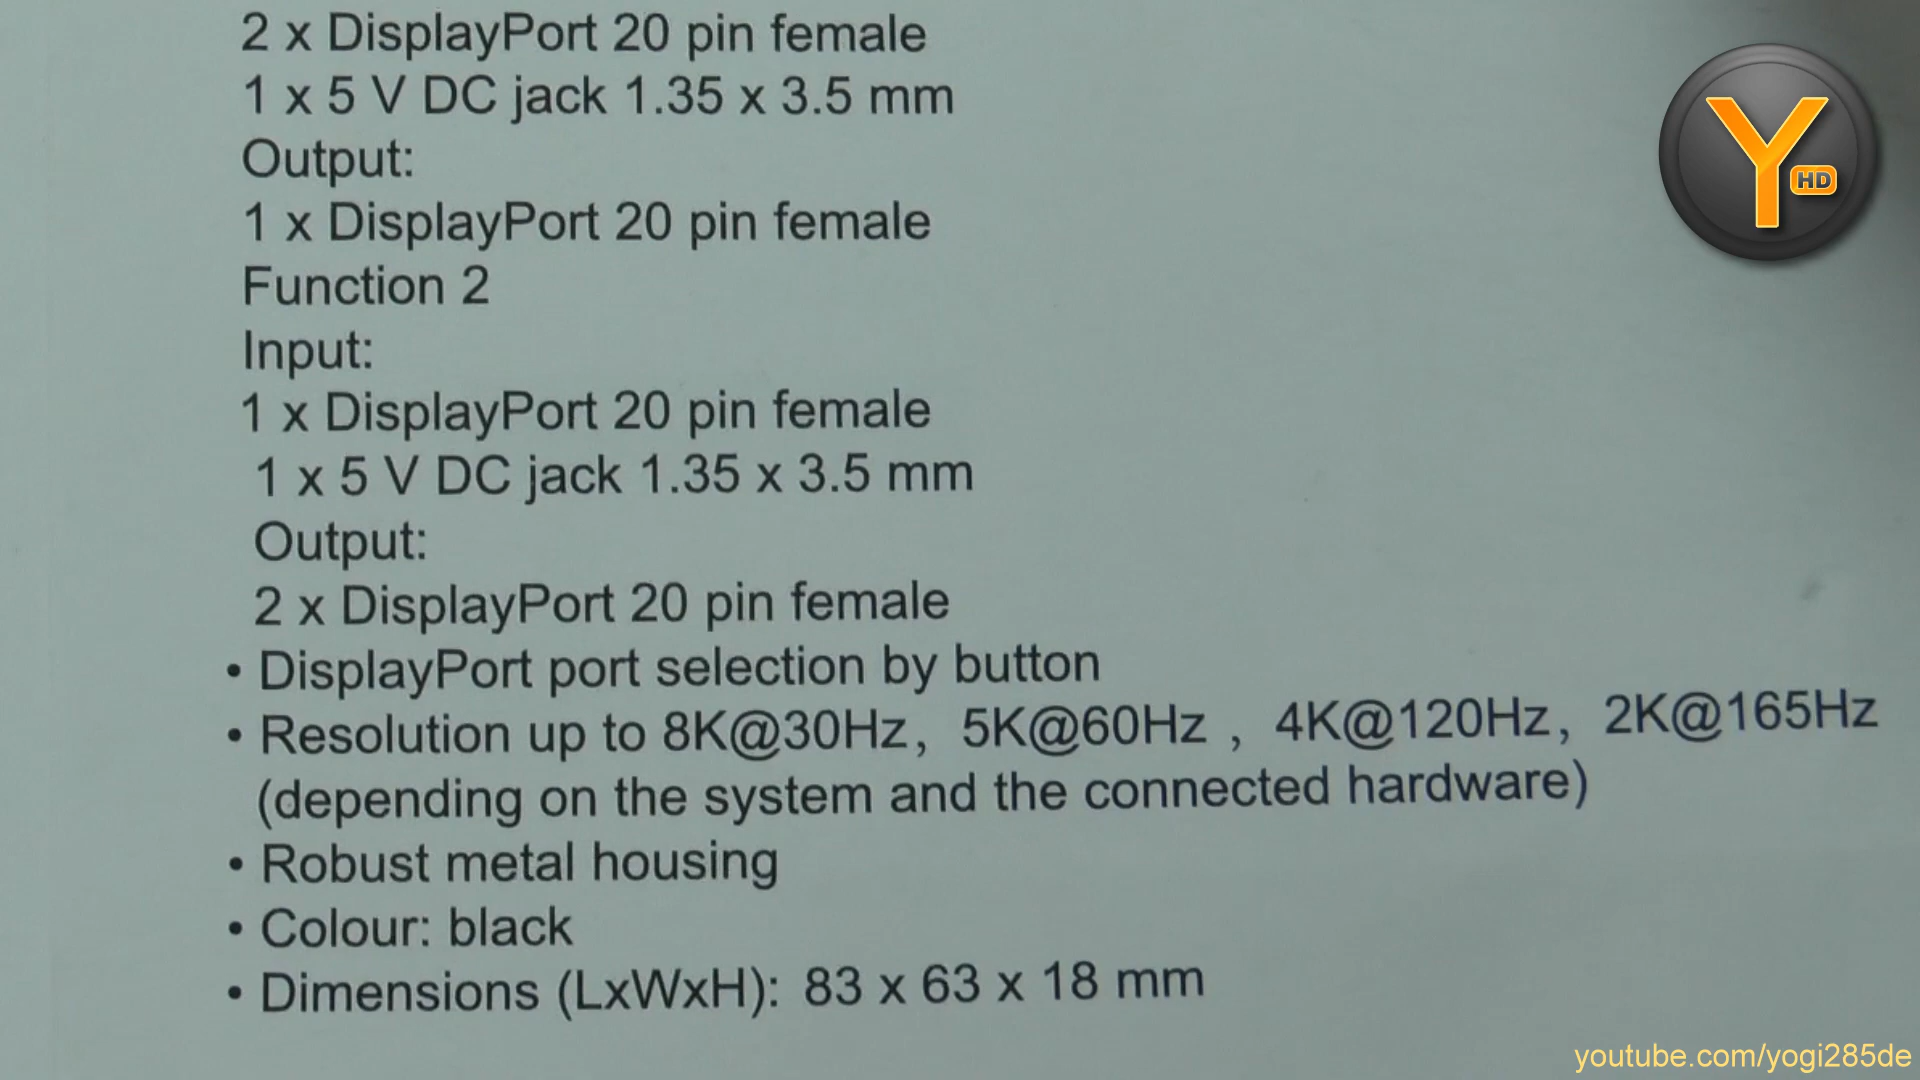 2 x DisplayPort 20 pin female
1 x 5 V DC jack 1.35 x 3.5 mm
Output:
1 x DisplayPort 20 pin female
Function 2
Input:
1 x DisplayPort 20 pin female
1 x 5 V DC jack 1.35 x 3.5 mm
Output:
2 x DisplayPort 20 pin female
• DisplayPort port selection by button
• Resolution up to 8K@30Hz, 5K@60Hz , 4K@120Hz, 2K@165Hz
(depending on the system and the connected hardware)
• Robust metal housing
• Colour: black
• Dimensions (LxWxH): 83 x 63 x 18 mm
Y HD
youtube.com/yogi285de